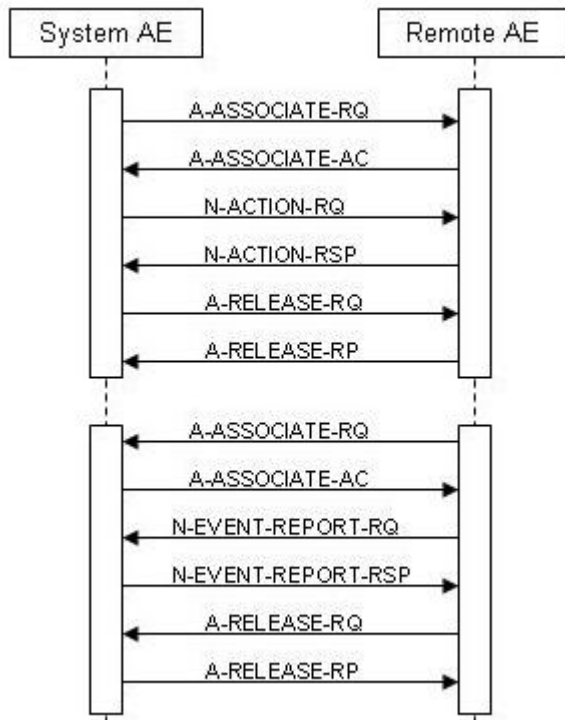 System AE
Remote AE
A-ASSOCIATE-RQ
A-ASSOCIATE-AC
N-ACTION-RQ
N-ACTION-RSP
A-RELEASE-RQ
A-RELEASE-RP
A-ASSOCIATE-RQ
A-ASSOCIATE-AC
N-EVENT-REPORT-RQ
N-EVENT-REPORT-RSP
A-RELEASE-RQ
A-RELEASE-RP